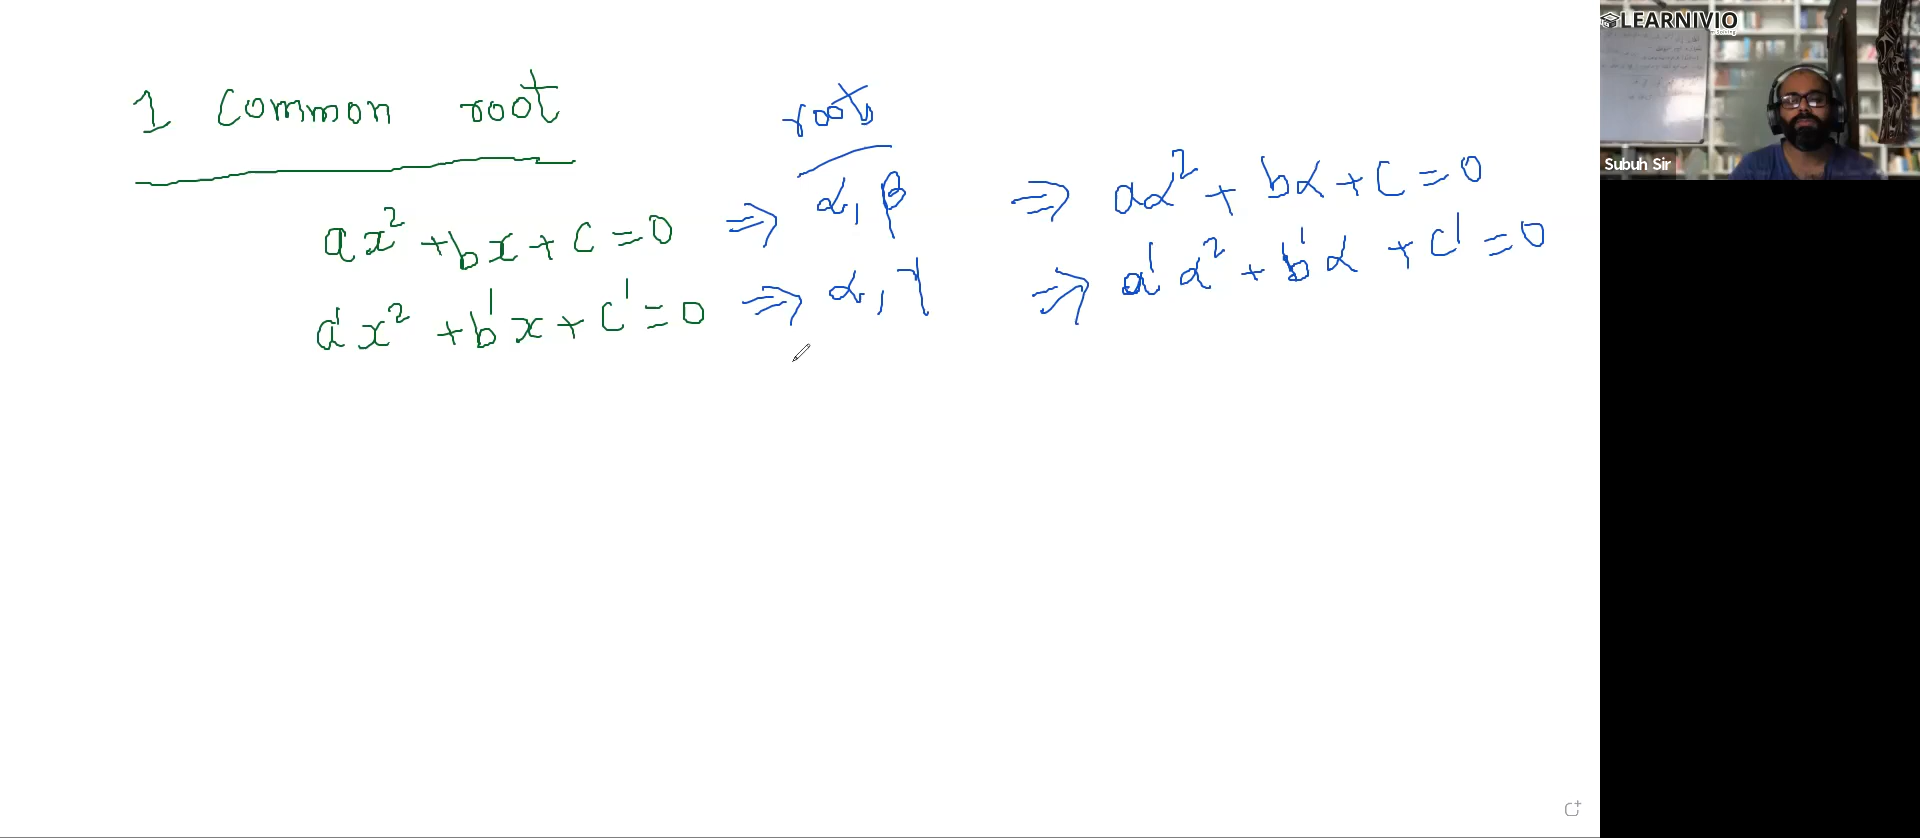 1 common root
roots
ax² + bx + c = 0 ⇒ α, β ⇒ aα² + bα + c = 0
a'x² + b'x + c' = 0 ⇒ α, γ ⇒ a'α² + b'α + c' = 0
LEARNIVIO
Subuh Sir